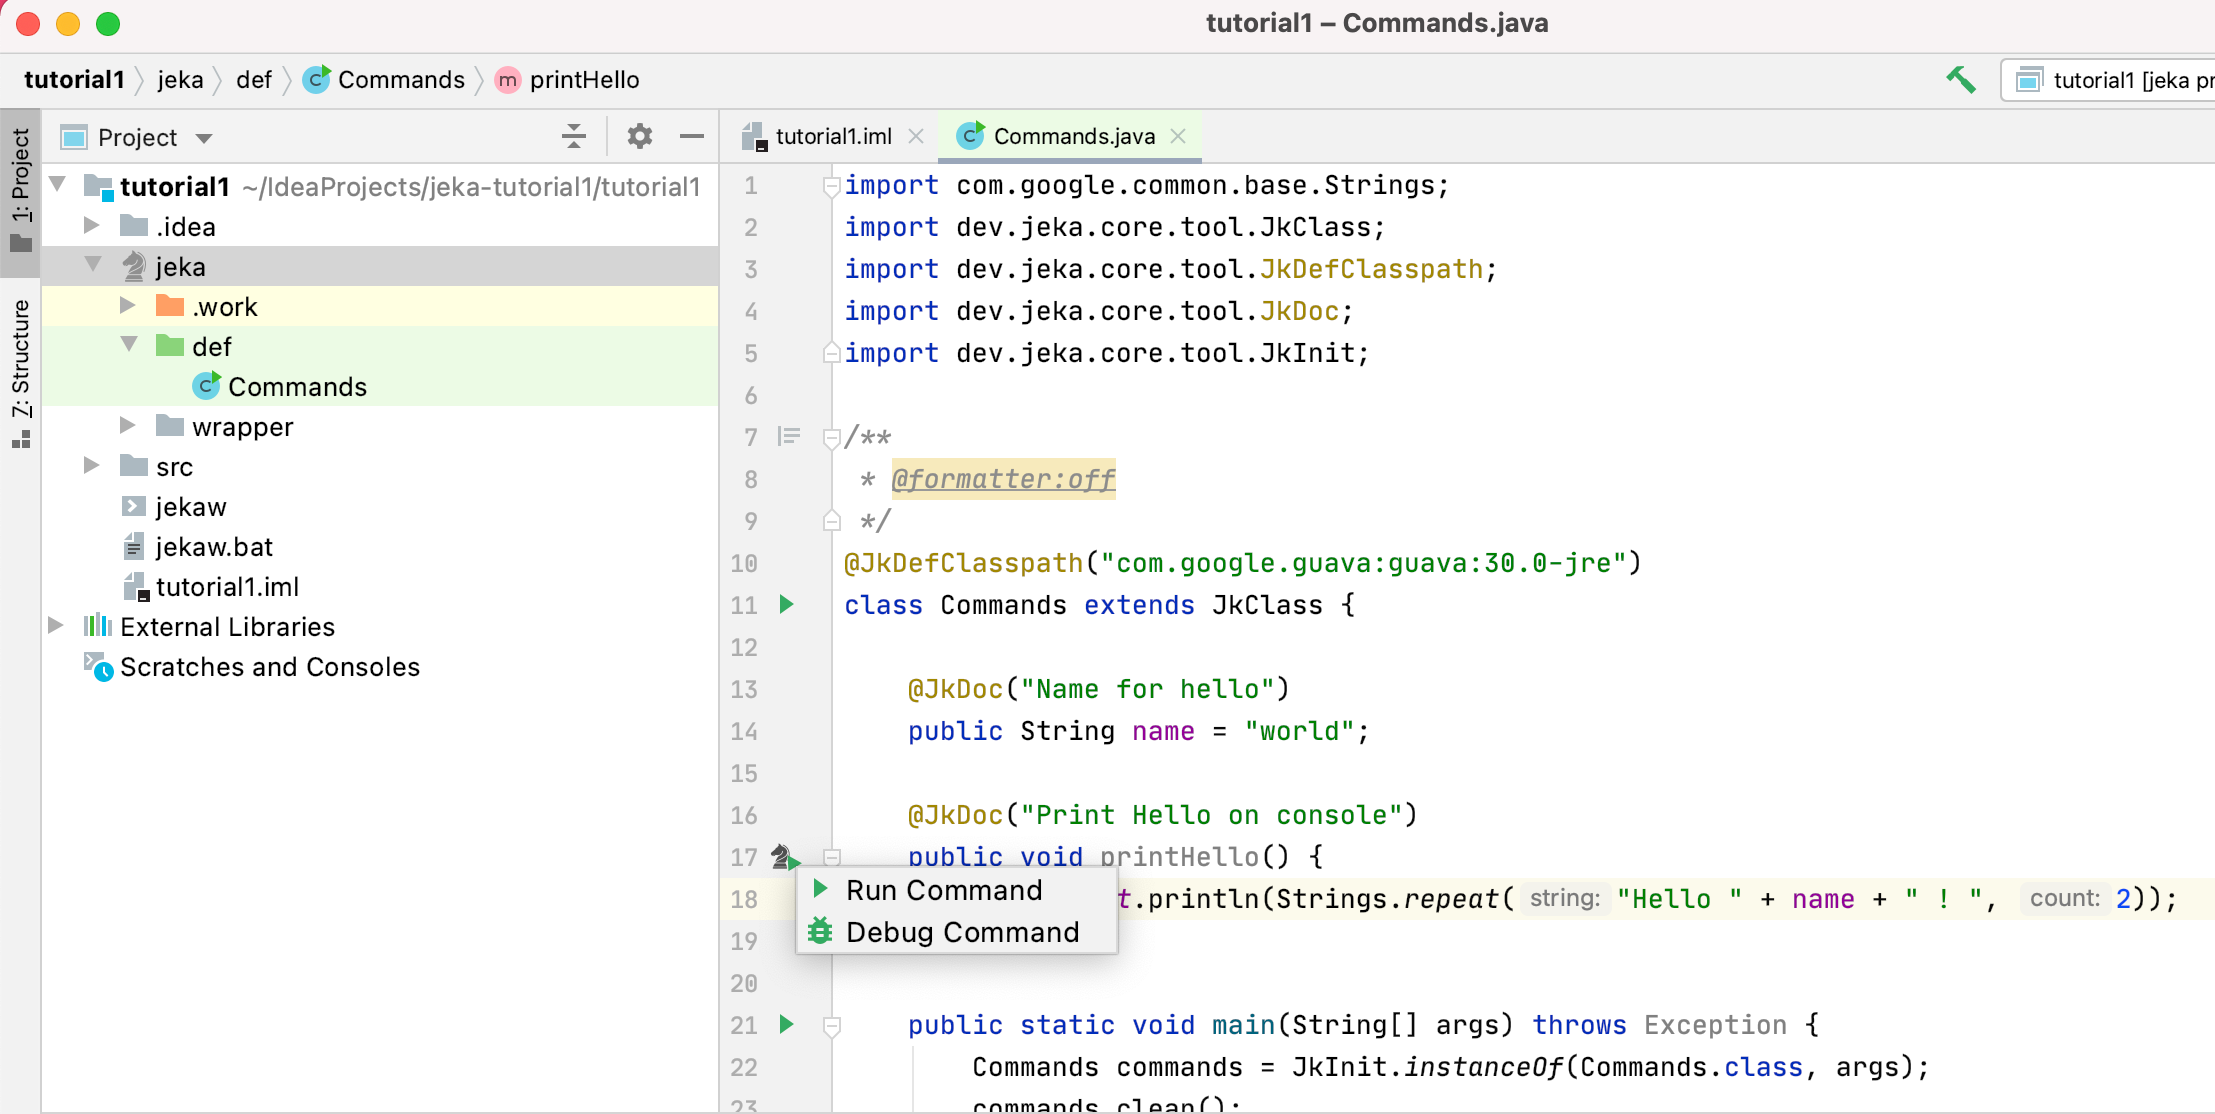 tutorial1 – Commands.java
tutorial1 jeka def C Commands m printHello
tutorial1 [jeka pr
1: Project
7: Structure
Project
tutorial1 ~/IdeaProjects/jeka-tutorial1/tutorial1
.idea
jeka
.work
def
C Commands
wrapper
src
jekaw
jekaw.bat
tutorial1.iml
External Libraries
Scratches and Consoles
tutorial1.iml C Commands.java
1 import com.google.common.base.Strings;
2 import dev.jeka.core.tool.JkClass;
3 import dev.jeka.core.tool.JkDefClasspath;
4 import dev.jeka.core.tool.JkDoc;
5 import dev.jeka.core.tool.JkInit;
6
7 /**
8 * @formatter:off
9 */
10 @JkDefClasspath("com.google.guava:guava:30.0-jre")
11 class Commands extends JkClass {
12
13 @JkDoc("Name for hello")
14 public String name = "world";
15
16 @JkDoc("Print Hello on console")
17 public void printHello() {
18 t.println(Strings.repeat( string: "Hello " + name + " ! ", count: 2));
Run Command
Debug Command
19
20
21 public static void main(String[] args) throws Exception {
22 Commands commands = JkInit.instanceOf(Commands.class, args);
23 commands.clean();